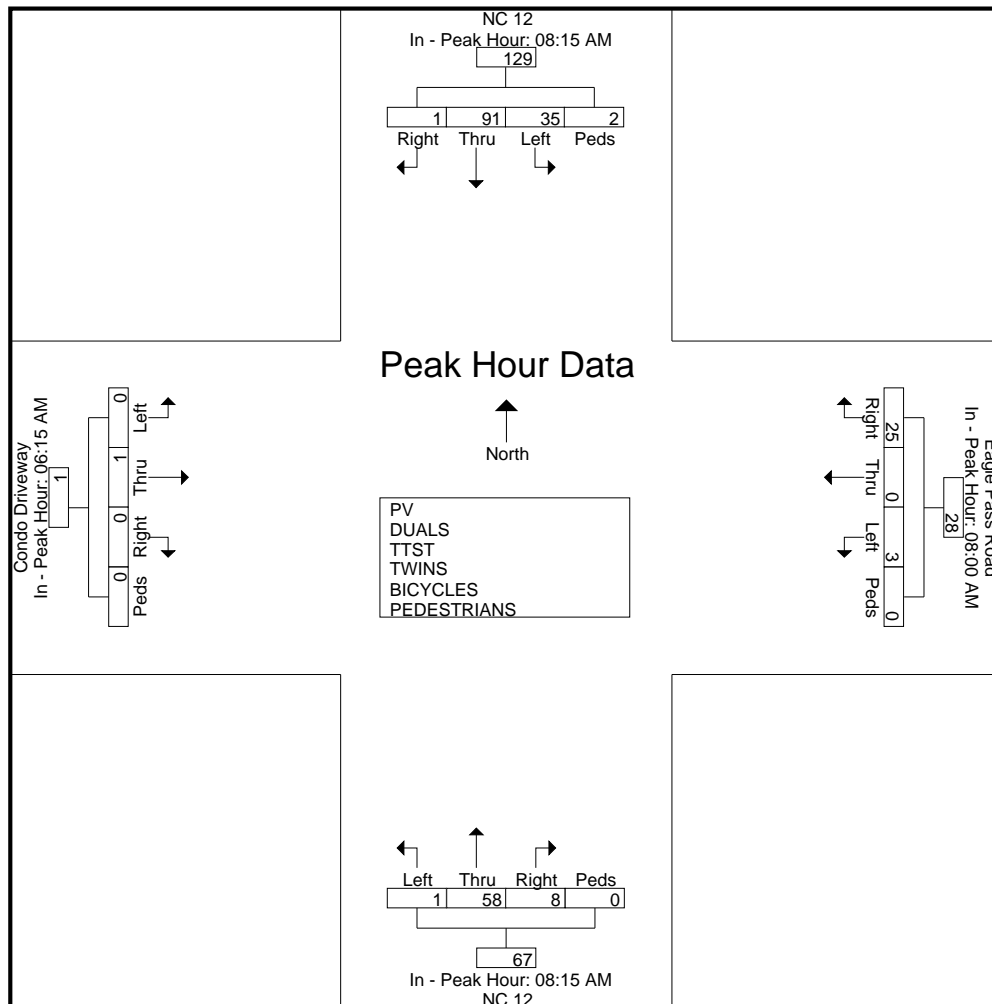 NC 12
In - Peak Hour: 08:15 AM
129
1 91 35 2
Right Thru Left Peds
Peak Hour Data
North
Condo Driveway
In - Peak Hour: 06:15 AM
1
0 1 0 0
Left Thru Right Peds
Eagle Pass Road
In - Peak Hour: 08:00 AM
28
25 0 3 0
Right Thru Left Peds
PV
DUALS
TTST
TWINS
BICYCLES
PEDESTRIANS
Left Thru Right Peds
1 58 8 0
67
In - Peak Hour: 08:15 AM
NC 12